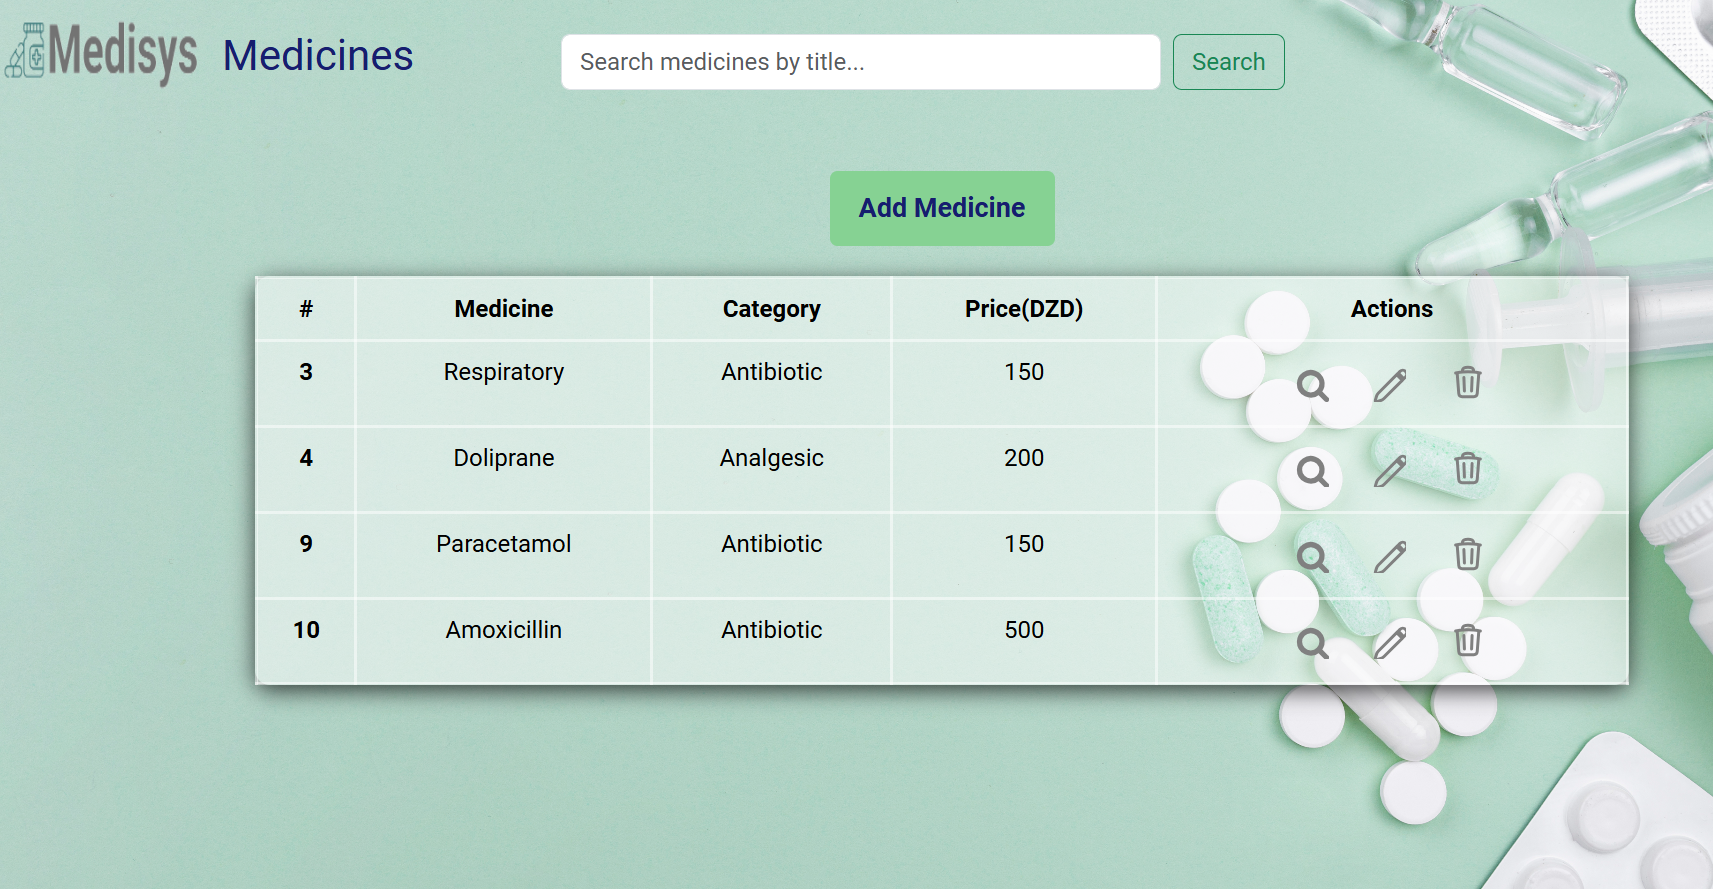 Medisys Medicines Search medicines by title... Search
Add Medicine
# Medicine Category Price(DZD) Actions
3 Respiratory Antibiotic 150
4 Doliprane Analgesic 200
9 Paracetamol Antibiotic 150
10 Amoxicillin Antibiotic 500